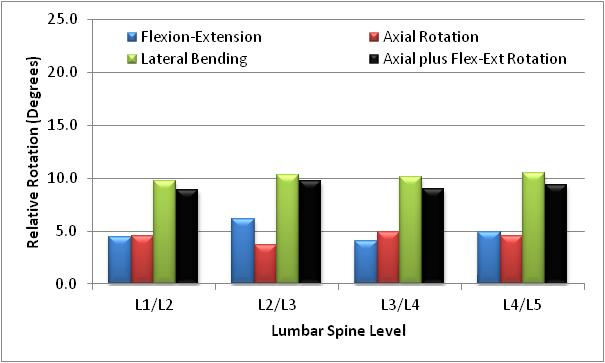 25.0
20.0
15.0
10.0
5.0
0.0
Relative Rotation (Degrees)
Flexion-Extension
Axial Rotation
Lateral Bending
Axial plus Flex-Ext Rotation
L1/L2
L2/L3
L3/L4
L4/L5
Lumbar Spine Level